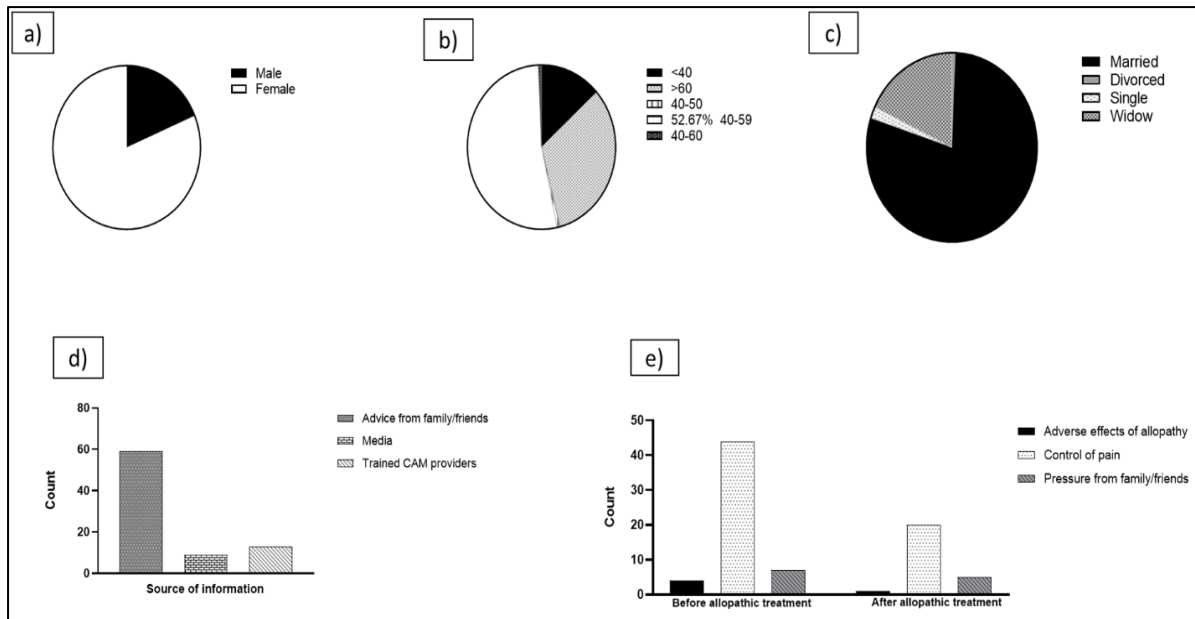 a)
Male
Female
b)
<40
>60
40-50
52.67% 40-59
40-60
c)
Married
Divorced
Single
Widow
d)
80
60
40
20
0
Count
Source of information
Advice from family/friends
Media
Trained CAM providers
e)
50
40
30
20
10
0
Count
Before allopathic treatment
After allopathic treatment
Adverse effects of allopathy
Control of pain
Pressure from family/friends